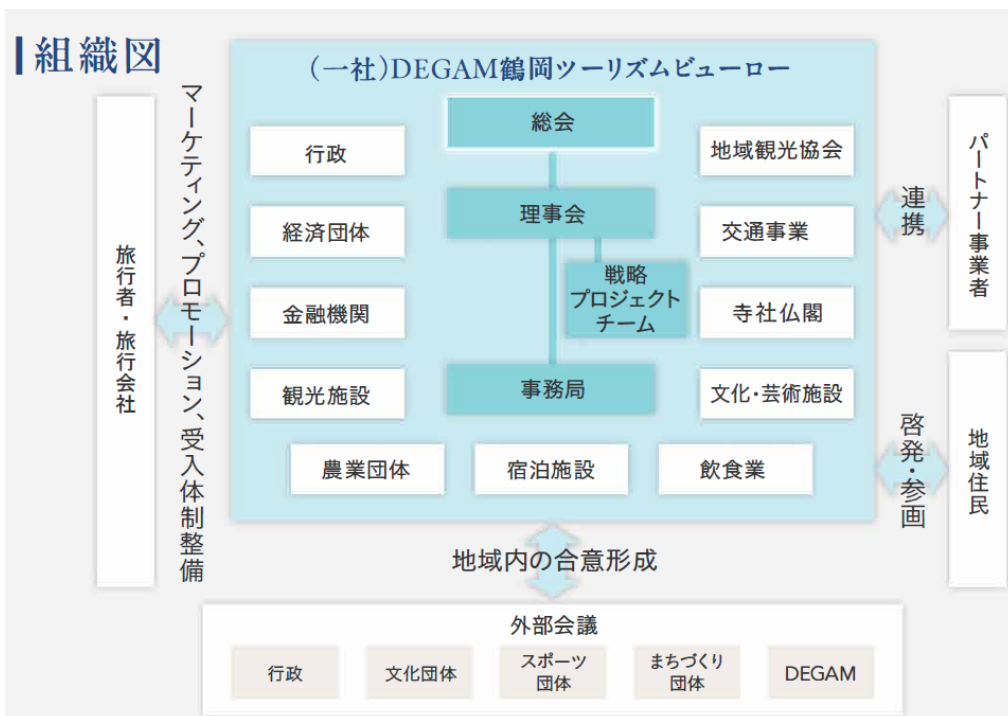 組織図
(一社)DEGAM鶴岡ツーリズムビューロー
旅行者・旅行会社
マーケティング、プロモーション、受入体制整備
行政
経済団体
金融機関
観光施設
総会
理事会
戦略
プロジェクト
チーム
事務局
地域観光協会
交通事業
寺社仏閣
文化・芸術施設
農業団体
宿泊施設
飲食業
連携
パートナー事業者
啓発・参画
地域住民
地域内の合意形成
外部会議
行政
文化団体
スポーツ
団体
まちづくり
団体
DEGAM